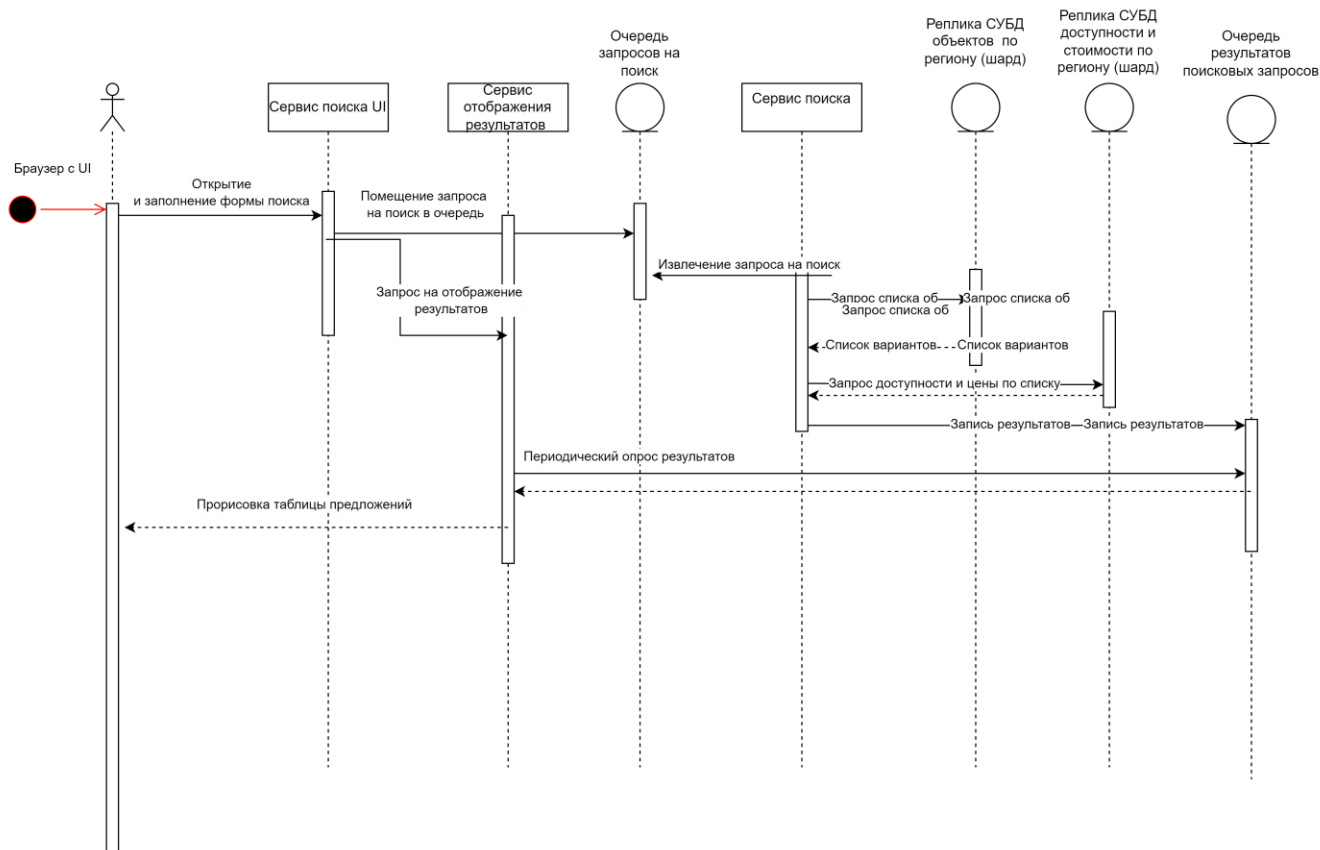 Очередь
запросов на
поиск
Реплика СУБД
объектов по
региону (шард)
Реплика СУБД
доступности и
стоимости по
региону (шард)
Очередь
результатов
поисковых запросов
Сервис поиска UI
Сервис
отображения
результатов
Сервис поиска
Браузер с UI
Открытие
и заполнение формы поиска
Помещение запроса
на поиск в очередь
Извлечение запроса на поиск
Запрос на отображение
результатов
Запрос списка об
Запрос списка об
Запрос списка об
Список вариантов
Список вариантов
Запрос доступности и цены по списку
Запись результатов
Запись результатов
Периодический опрос результатов
Прорисовка таблицы предложений